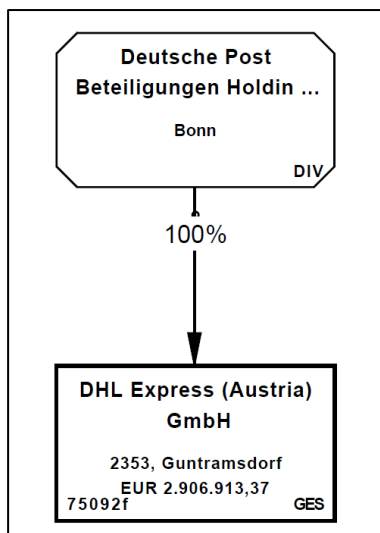 Deutsche Post
Beteiligungen Holdin ...
Bonn
DIV
100%
DHL Express (Austria)
GmbH
2353, Guntramsdorf
EUR 2.906.913,37
75092f GES